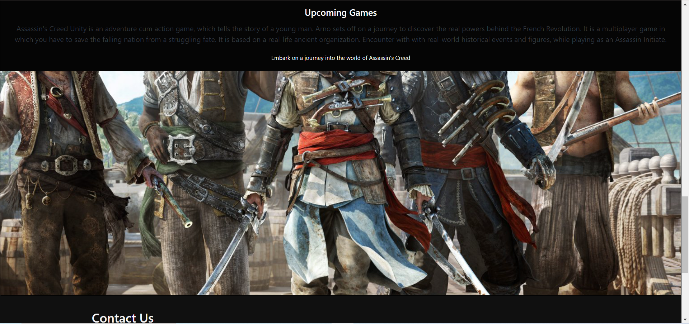 Upcoming Games
Assassin's Creed Unity is an adventure cum action game, which tells the story of a young man, Arno sets off on a journey to discover the real powers behind the French Revolution. It is a multiplayer game in
which you have to save the falling nation from a struggling fate. It is based on a real life ancient organization. Encounter with with real world historical events and figures, while playing as an Assassin Initiate
Embark on a journey into the world of Assassin's Creed
Contact Us